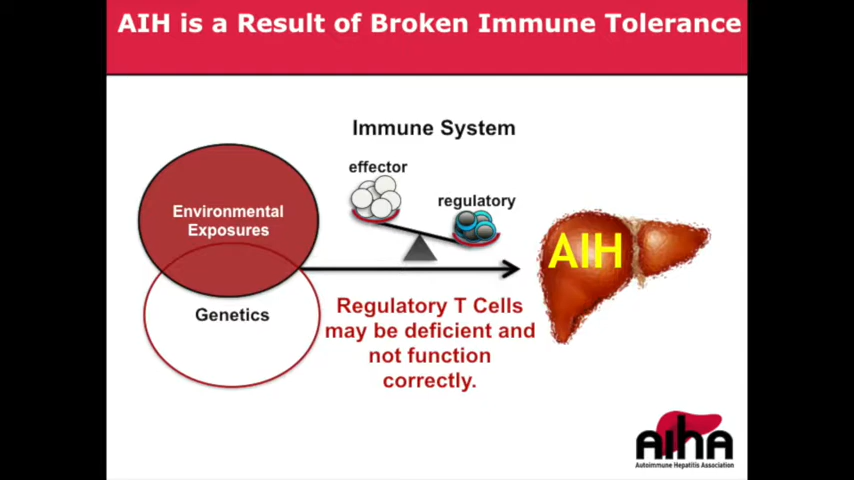 AIH is a Result of Broken Immune Tolerance
Immune System
effector
regulatory
Environmental
Exposures
AIH
Genetics
Regulatory T Cells
may be deficient and
not function
correctly.
AIHA
Autoimmune Hepatitis Association